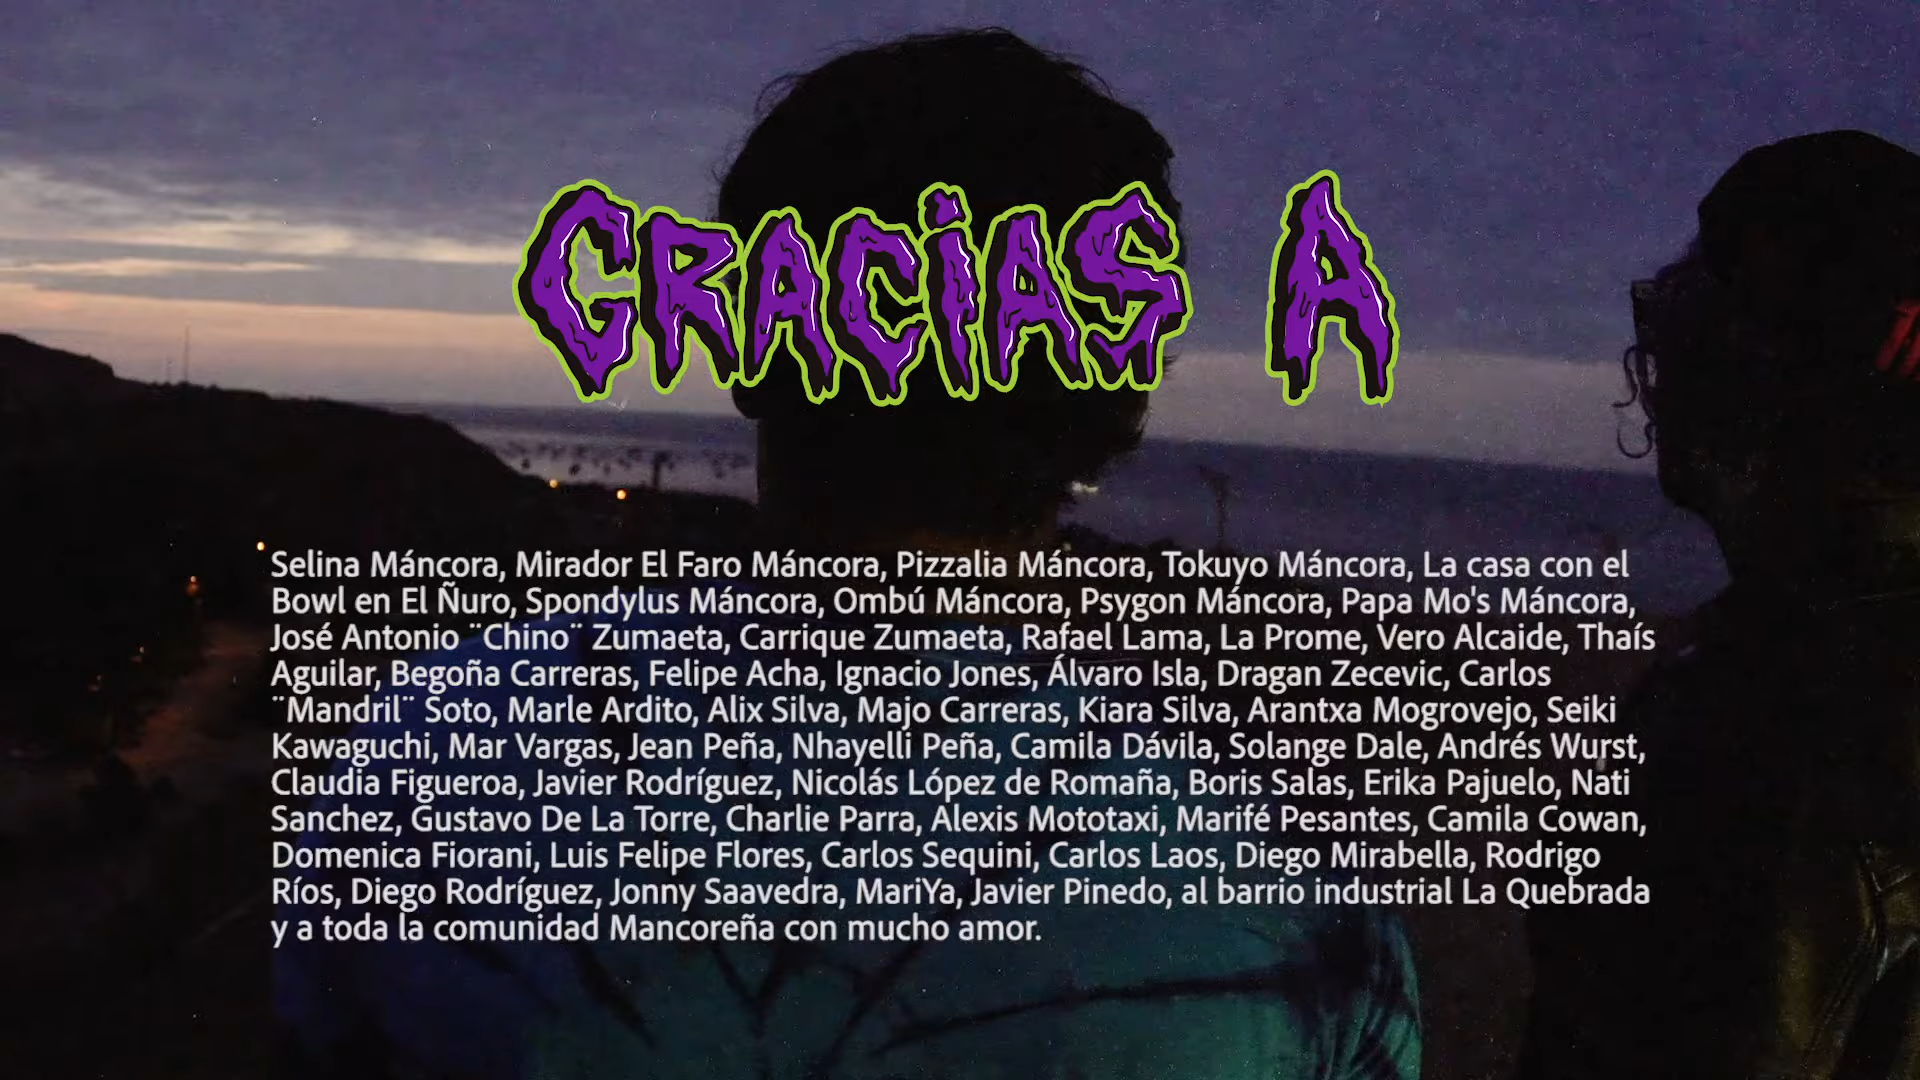 GRACiAS A
Selina Máncora, Mirador El Faro Máncora, Pizzalia Máncora, Tokuyo Máncora, La casa con el
Bowl en El Ñuro, Spondylus Máncora, Ombú Máncora, Psygon Máncora, Papa Mo's Máncora,
José Antonio ¨Chino¨ Zumaeta, Carrique Zumaeta, Rafael Lama, La Prome, Vero Alcaide, Thaís
Aguilar, Begoña Carreras, Felipe Acha, Ignacio Jones, Álvaro Isla, Dragan Zecevic, Carlos
¨Mandril¨ Soto, Marle Ardito, Alix Silva, Majo Carreras, Kiara Silva, Arantxa Mogrovejo, Seiki
Kawaguchi, Mar Vargas, Jean Peña, Nhayelli Peña, Camila Dávila, Solange Dale, Andrés Wurst,
Claudia Figueroa, Javier Rodríguez, Nicolás López de Romaña, Boris Salas, Erika Pajuelo, Nati
Sanchez, Gustavo De La Torre, Charlie Parra, Alexis Mototaxi, Marifé Pesantes, Camila Cowan,
Domenica Fiorani, Luis Felipe Flores, Carlos Sequini, Carlos Laos, Diego Mirabella, Rodrigo
Ríos, Diego Rodríguez, Jonny Saavedra, MariYa, Javier Pinedo, al barrio industrial La Quebrada
y a toda la comunidad Mancoreña con mucho amor.